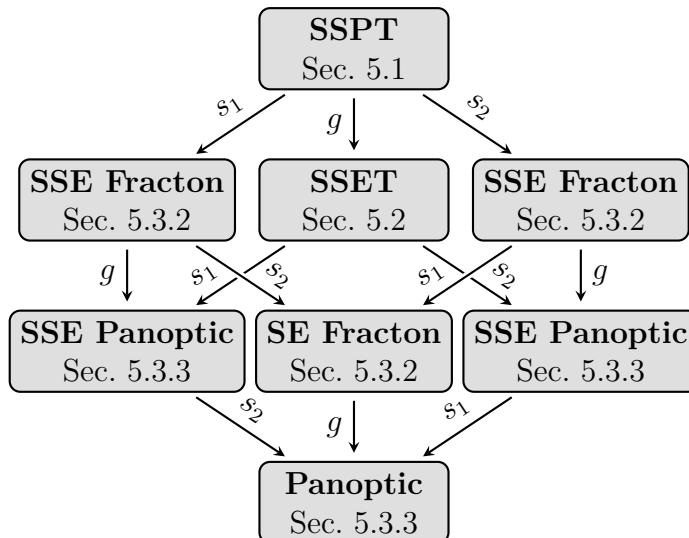 SSPT
Sec. 5.1
s₁
g
s₂
SSE Fracton
Sec. 5.3.2
SSET
Sec. 5.2
SSE Fracton
Sec. 5.3.2
g
s₁
s₂
s₁
s₂
g
SSE Panoptic
Sec. 5.3.3
SE Fracton
Sec. 5.3.2
SSE Panoptic
Sec. 5.3.3
s₂
g
s₁
Panoptic
Sec. 5.3.3